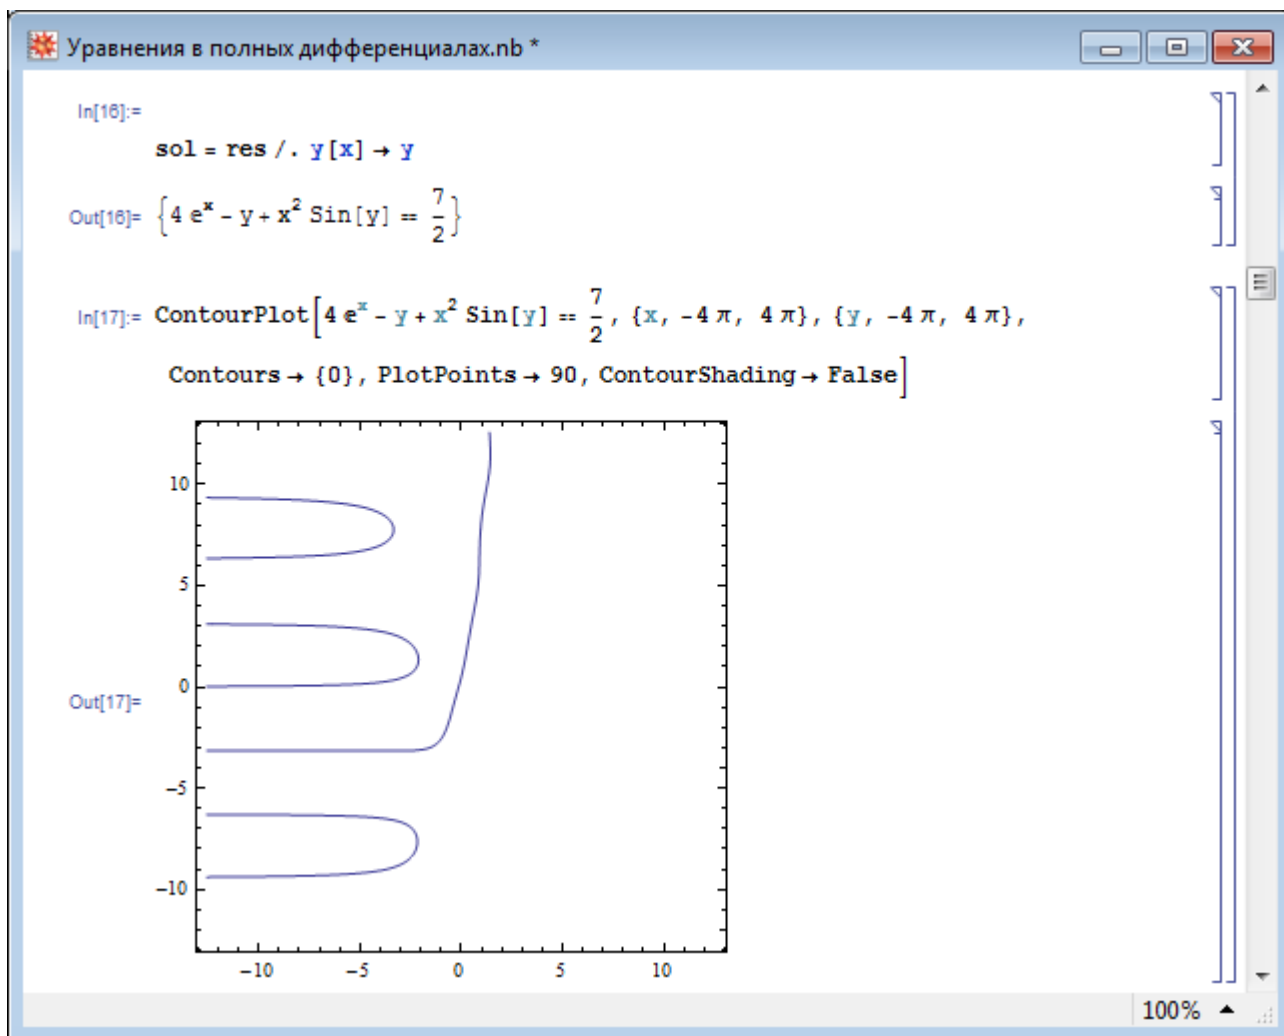 Уравнения в полных дифференциалах.nb *
In[16]:=
sol = res /. y[x] → y
Out[16]= {4 e^x - y + x^2 Sin[y] == 7/2}
In[17]:= ContourPlot[4 e^x - y + x^2 Sin[y] == 7/2, {x, -4 π, 4 π}, {y, -4 π, 4 π},
Contours → {0}, PlotPoints → 90, ContourShading → False]
10
5
0
Out[17]=
-5
-10
-10 -5 0 5 10
100%